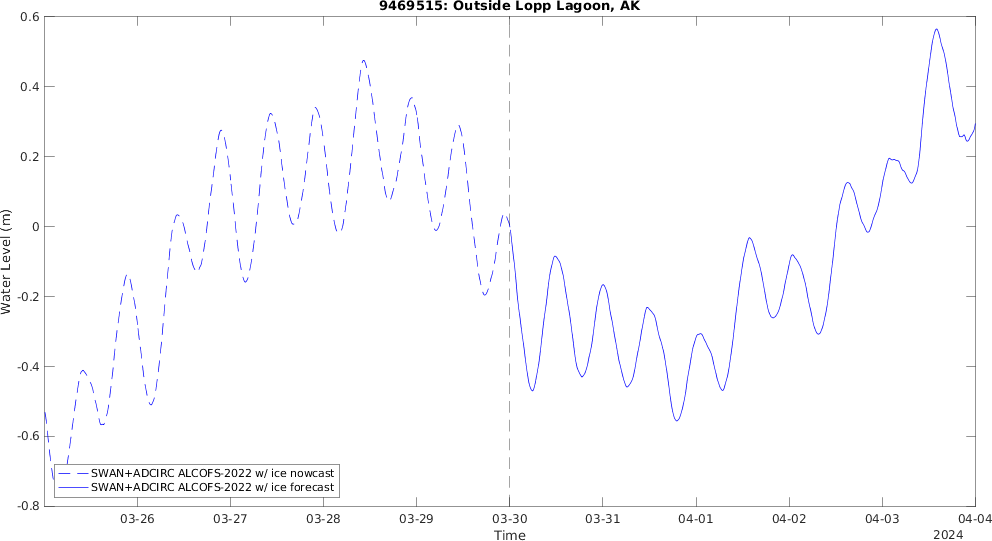 9469515: Outside Lopp Lagoon, AK
0.6
0.4
0.2
0
-0.2
-0.4
-0.6
-0.8
Water Level (m)
SWAN+ADCIRC ALCOFS-2022 w/ ice nowcast
SWAN+ADCIRC ALCOFS-2022 w/ ice forecast
03-26 03-27 03-28 03-29 03-30 03-31 04-01 04-02 04-03 04-04
Time
2024